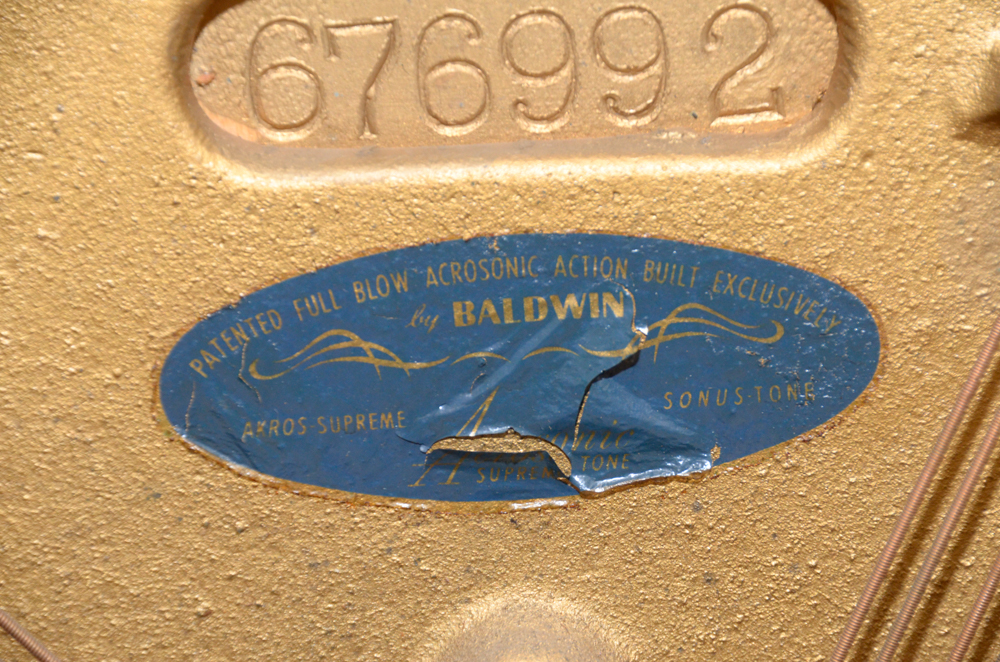 676992
PATENTED FULL BLOW ACROSONIC ACTION BUILT EXCLUSIVELY
by BALDWIN
AKROS-SUPREME
SONUS-TONE
SUPREME TONE